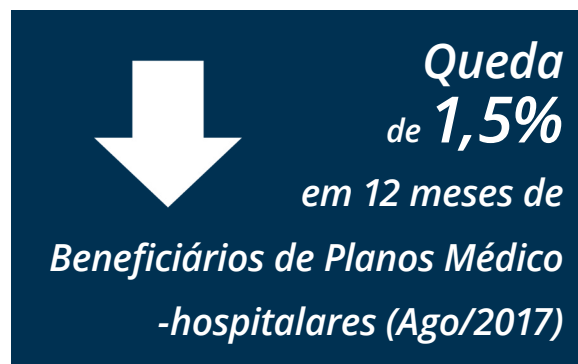 Queda
de 1,5%
em 12 meses de
Beneficiários de Planos Médico
-hospitalares (Ago/2017)